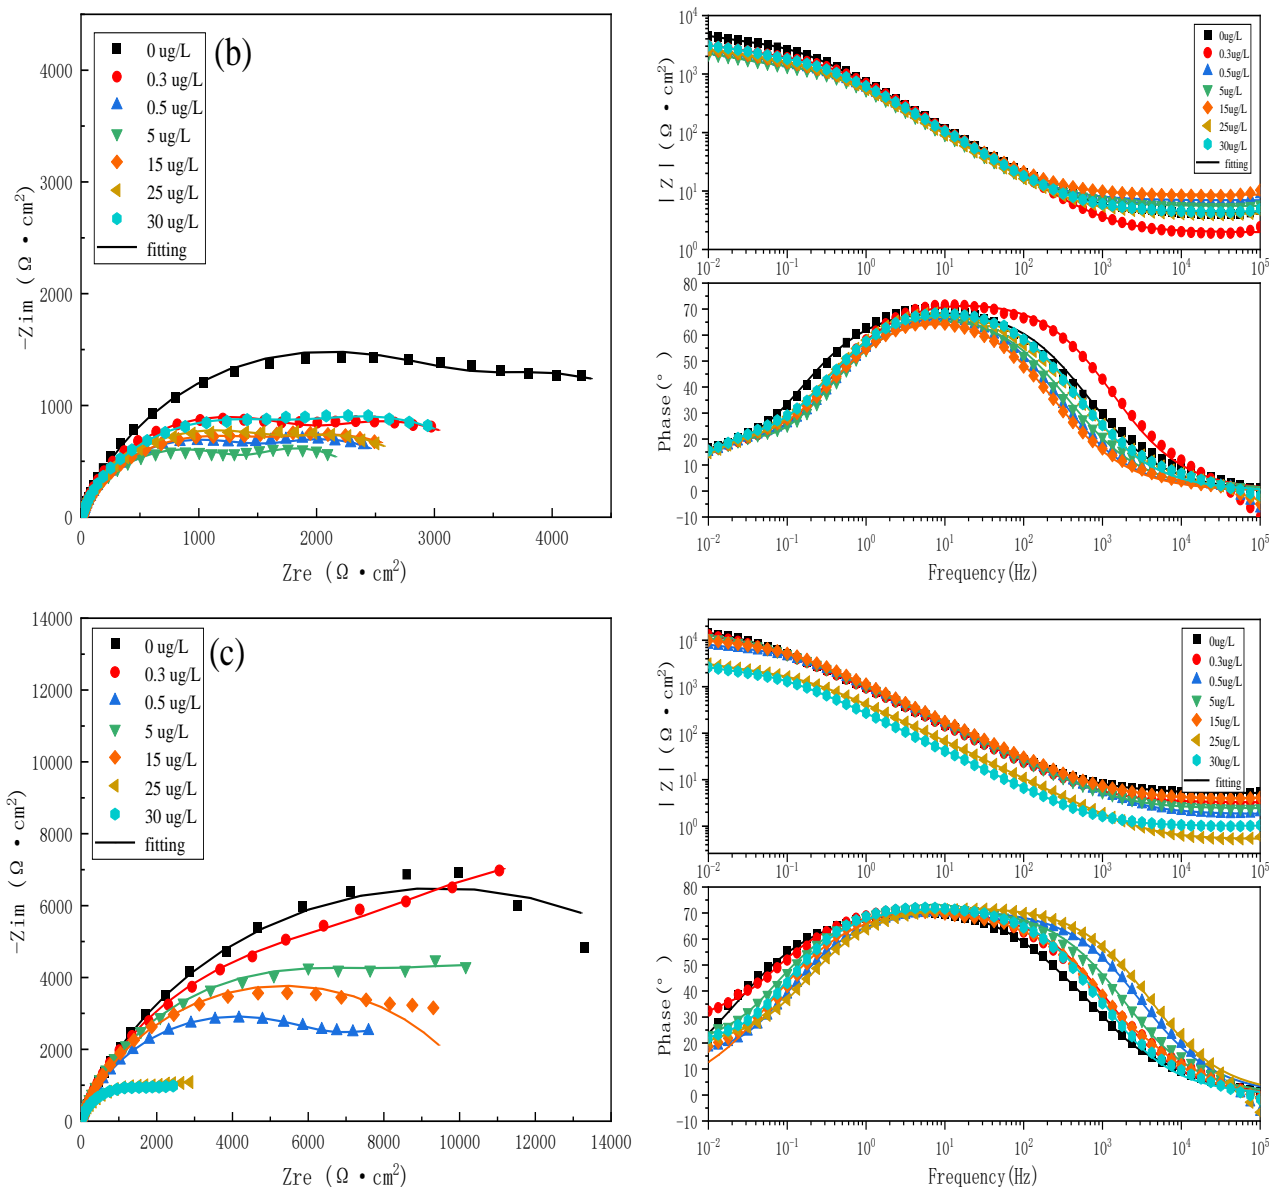 (b)
0 ug/L
0.3 ug/L
0.5 ug/L
5 ug/L
15 ug/L
25 ug/L
30 ug/L
fitting
−Zim (Ω•cm²)
4000
3000
2000
1000
0
0 1000 2000 3000 4000
Zre (Ω•cm²)
|Z|(Ω•cm²)
10⁴
10³
10²
10¹
10⁰
0ug/L
0.3ug/L
0.5ug/L
5ug/L
15ug/L
25ug/L
30ug/L
fitting
10⁻² 10⁻¹ 10⁰ 10¹ 10² 10³ 10⁴ 10⁵
Phase(°)
80
70
60
50
40
30
20
10
0
-10
10⁻² 10⁻¹ 10⁰ 10¹ 10² 10³ 10⁴ 10⁵
Frequency(Hz)
(c)
0 ug/L
0.3 ug/L
0.5 ug/L
5 ug/L
15 ug/L
25 ug/L
30 ug/L
fitting
−Zim (Ω•cm²)
14000
12000
10000
8000
6000
4000
2000
0
0 2000 4000 6000 8000 10000 12000 14000
Zre (Ω•cm²)
|Z|(Ω•cm²)
10⁴
10³
10²
10¹
10⁰
0ug/L
0.3ug/L
0.5ug/L
5ug/L
15ug/L
25ug/L
30ug/L
fitting
10⁻² 10⁻¹ 10⁰ 10¹ 10² 10³ 10⁴ 10⁵
Phase(°)
80
70
60
50
40
30
20
10
0
-10
10⁻² 10⁻¹ 10⁰ 10¹ 10² 10³ 10⁴ 10⁵
Frequency(Hz)